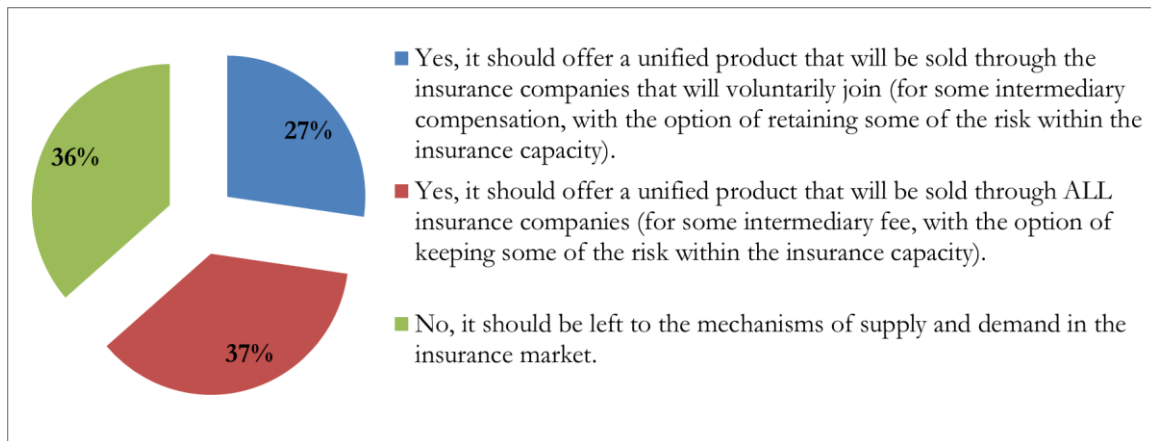 27%
36%
37%
Yes, it should offer a unified product that will be sold through the
insurance companies that will voluntarily join (for some intermediary
compensation, with the option of retaining some of the risk within the
insurance capacity).
Yes, it should offer a unified product that will be sold through ALL
insurance companies (for some intermediary fee, with the option of
keeping some of the risk within the insurance capacity).
No, it should be left to the mechanisms of supply and demand in the
insurance market.